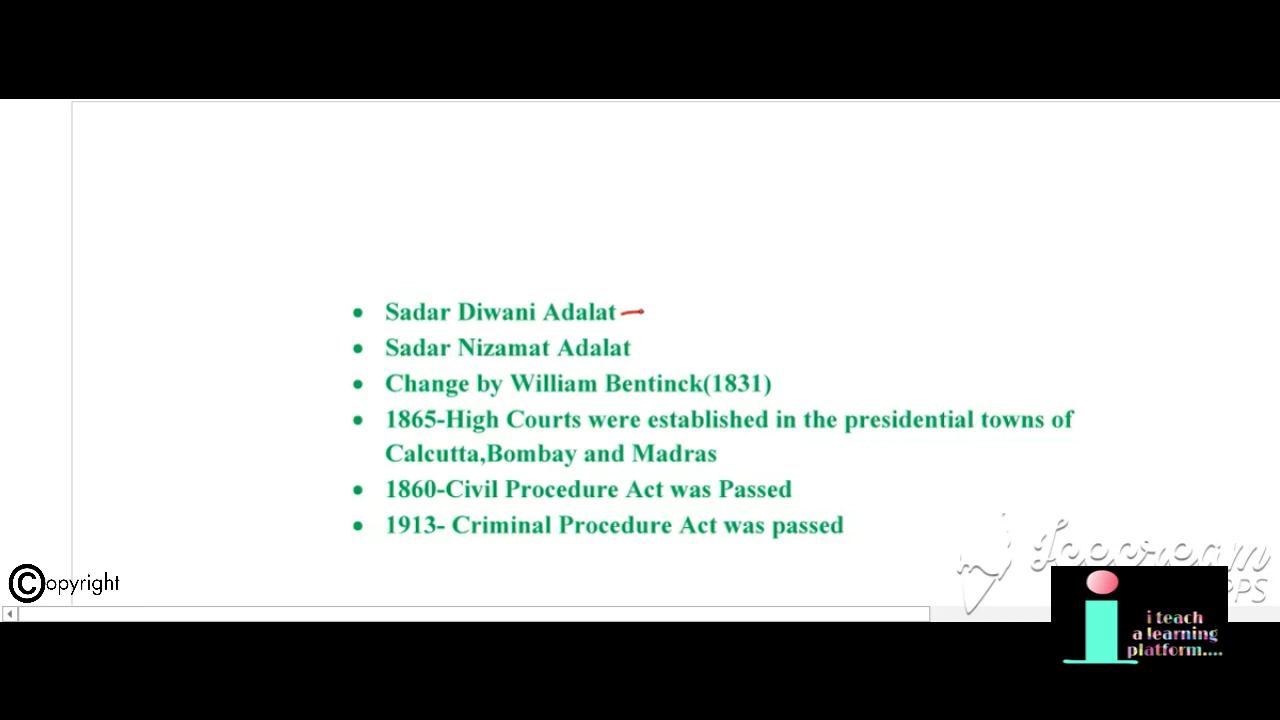 • Sadar Diwani Adalat
• Sadar Nizamat Adalat
• Change by William Bentinck(1831)
• 1865-High Courts were established in the presidential towns of
Calcutta,Bombay and Madras
• 1860-Civil Procedure Act was Passed
• 1913- Criminal Procedure Act was passed
Icecream
PPS
©opyright
i teach
a learning
platform....